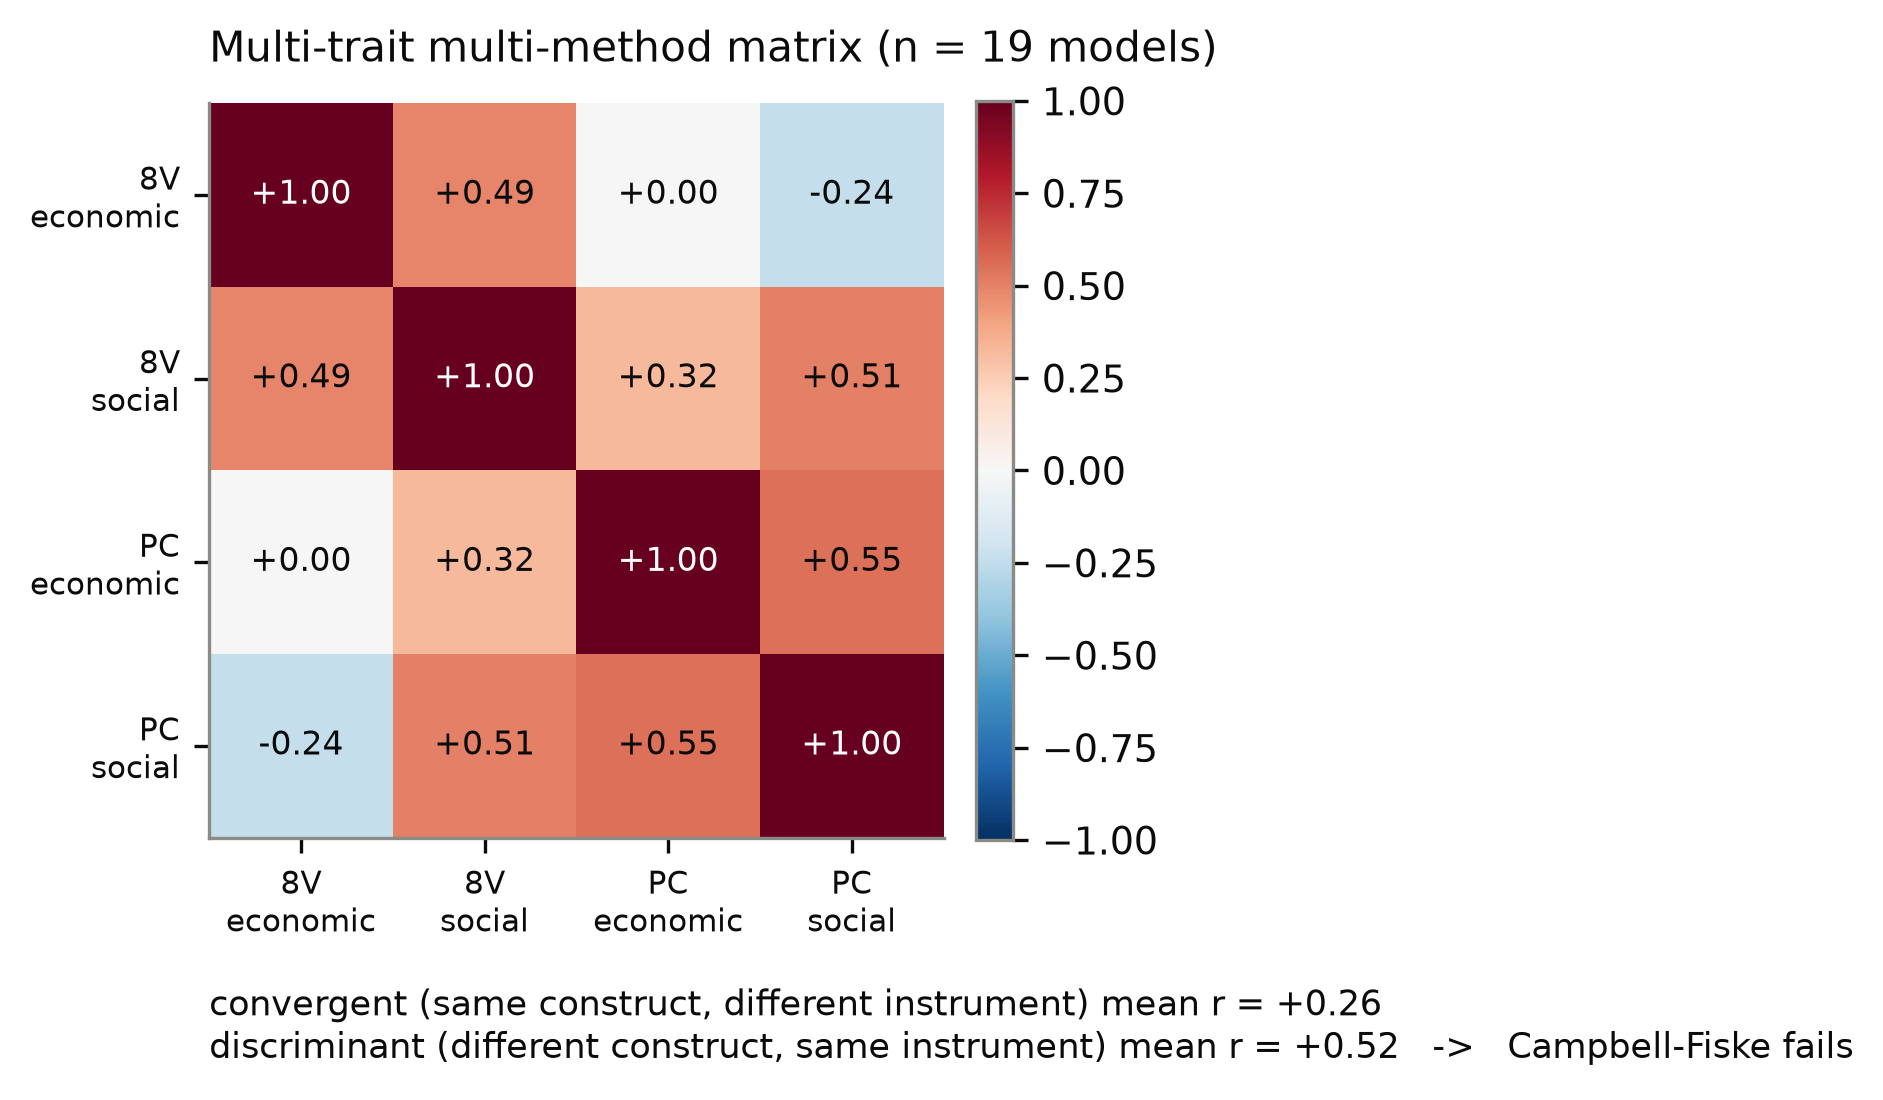 Multi-trait multi-method matrix (n = 19 models)
8V
economic
+1.00
+0.49
+0.00
-0.24
8V
social
+0.49
+1.00
+0.32
+0.51
PC
economic
+0.00
+0.32
+1.00
+0.55
PC
social
-0.24
+0.51
+0.55
+1.00
8V
economic
8V
social
PC
economic
PC
social
1.00
0.75
0.50
0.25
0.00
−0.25
−0.50
−0.75
−1.00
convergent (same construct, different instrument) mean r = +0.26
discriminant (different construct, same instrument) mean r = +0.52   ->   Campbell-Fiske fails